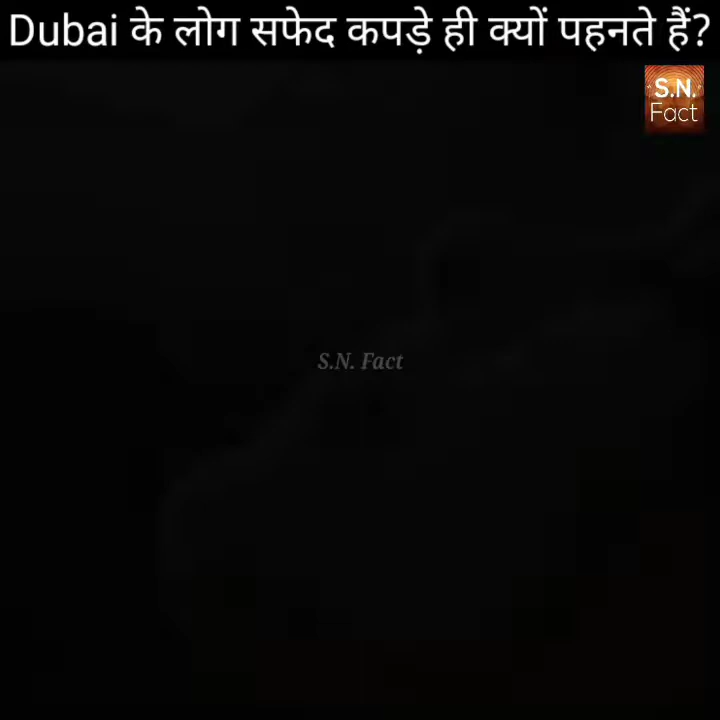 Dubai के लोग सफेद कपड़े ही क्यों पहनते हैं?
S.N.
Fact
S.N. Fact